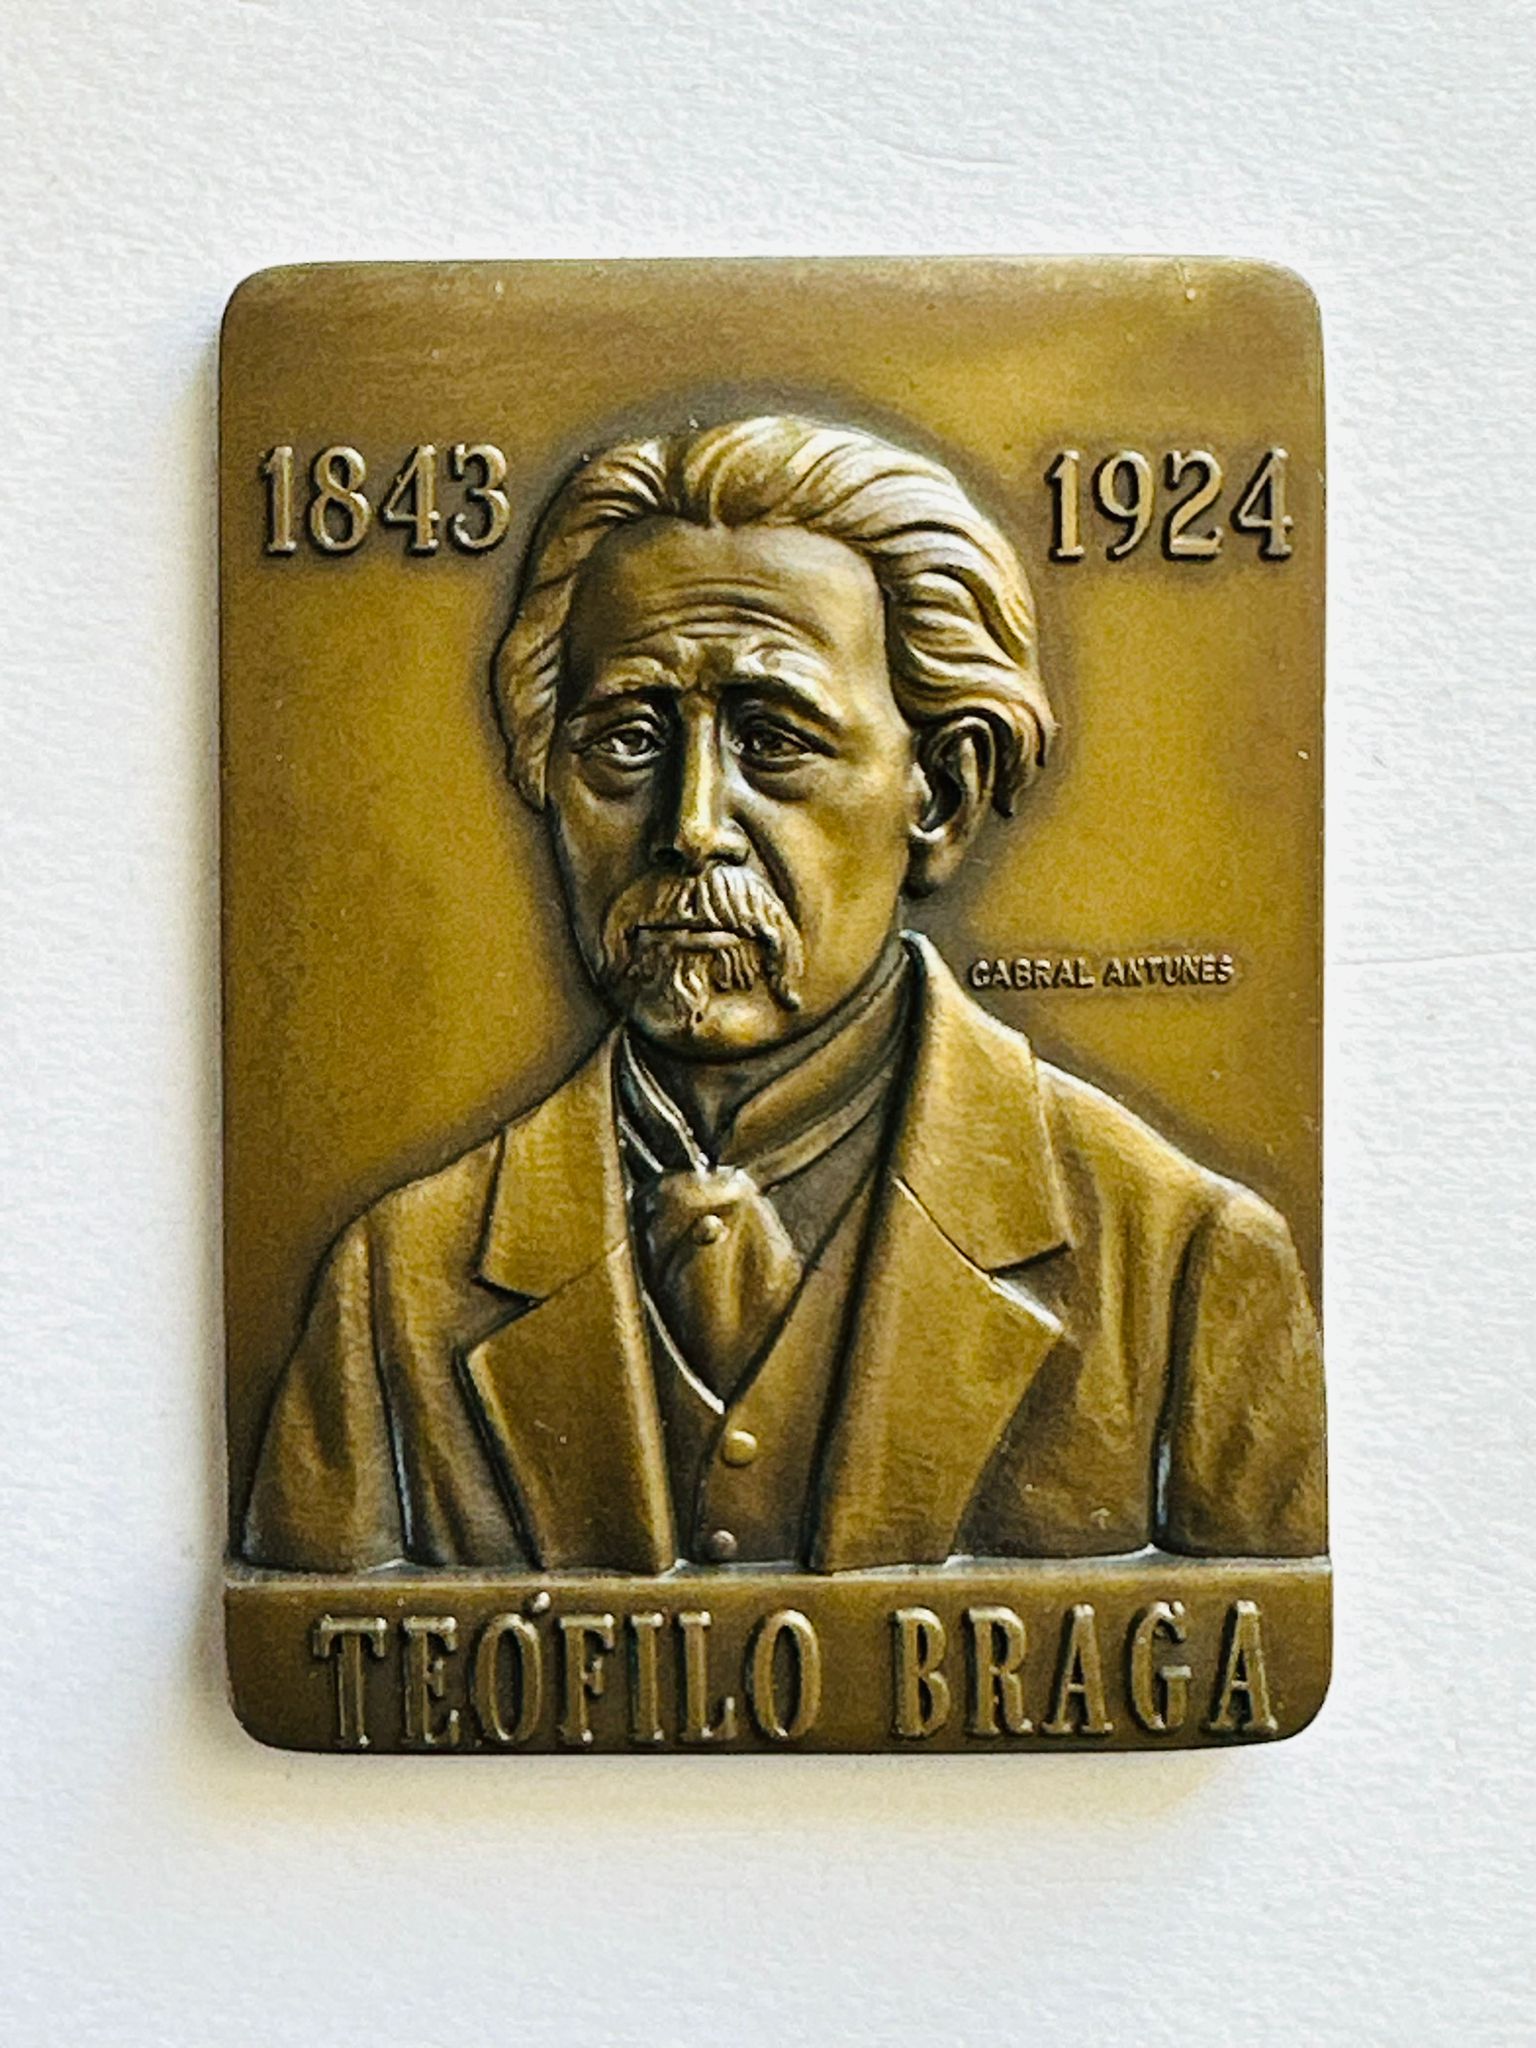 1843 1924
CABRAL ANTUNES
TEÓFILO BRAGA